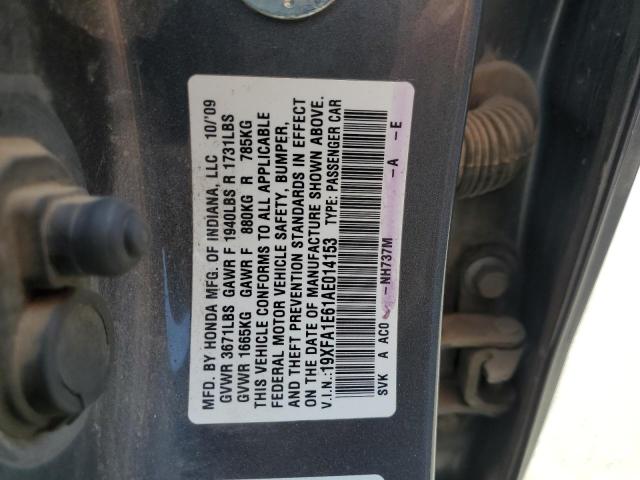 MFD. BY HONDA MFG. OF INDIANA, LLC 10/'09
GVWR 3671LBS GAWR F 1940LBS R 1731LBS
GVWR 1665KG GAWR F 880KG R 785KG
THIS VEHICLE CONFORMS TO ALL APPLICABLE
FEDERAL MOTOR VEHICLE SAFETY, BUMPER,
AND THEFT PREVENTION STANDARDS IN EFFECT
ON THE DATE OF MANUFACTURE SHOWN ABOVE.
V.I.N.:19XFA1E61AE014153 TYPE: PASSENGER CAR
SVK A AC0 -NH737M -A -E